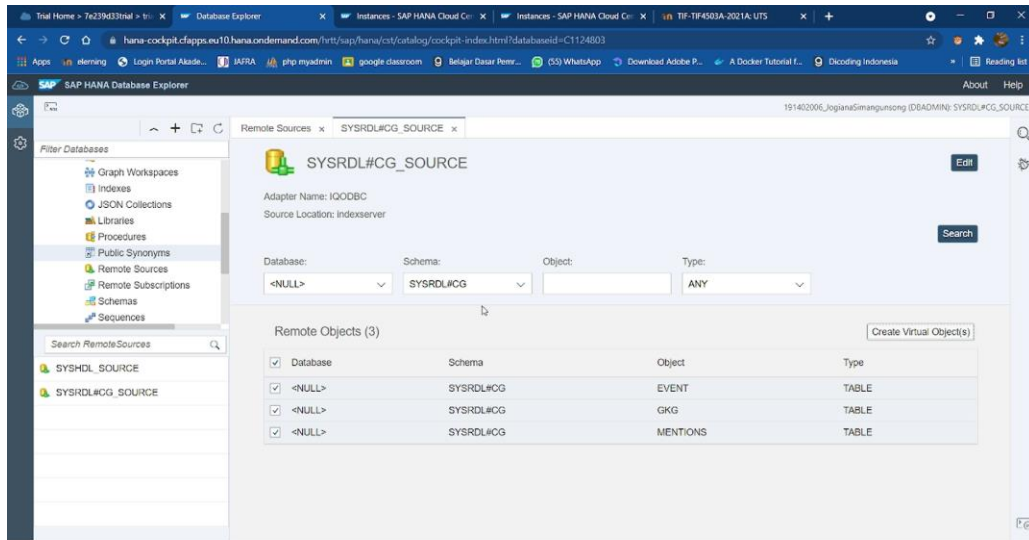 Trial Home > 7e239d33trial > tri
Database Explorer
Instances - SAP HANA Cloud Cen
Instances - SAP HANA Cloud Cen
TIF-TIF4503A-2021A: UTS
hana-cockpit.cfapps.eu10.hana.ondemand.com/hrtt/sap/hana/cst/catalog/cockpit-index.html?databaseid=C1124803
Apps elerning Login Portal Akade... IAFRA php myadmin google classroom Belajar Dasar Pemr... (55) WhatsApp Download Adobe P... A Docker Tutorial f... Dicoding Indonesia » Reading list
SAP SAP HANA Database Explorer About Help
191402006_JogianaSimangunsong (DBADMIN): SYSRDL#CG_SOURCE
Remote Sources x SYSRDL#CG_SOURCE x
Filter Databases
Graph Workspaces
Indexes
JSON Collections
Libraries
Procedures
Public Synonyms
Remote Sources
Remote Subscriptions
Schemas
Sequences
Search RemoteSources
SYSHDL_SOURCE
SYSRDL#CG_SOURCE
SYSRDL#CG_SOURCE
Edit
Adapter Name: IQODBC
Source Location: indexserver
Search
Database: Schema: Object: Type:
<NULL> SYSRDL#CG ANY
Remote Objects (3)
Create Virtual Object(s)
Database Schema Object Type
<NULL> SYSRDL#CG EVENT TABLE
<NULL> SYSRDL#CG GKG TABLE
<NULL> SYSRDL#CG MENTIONS TABLE